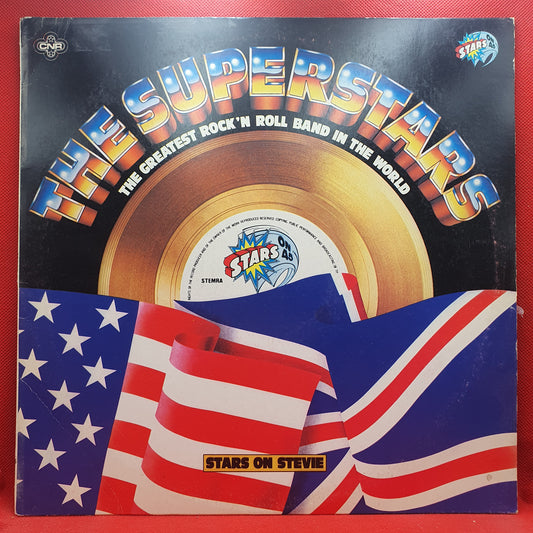 CNR
STARS ON 45
THE SUPERSTARS
THE GREATEST ROCK'N ROLL BAND IN THE WORLD
STARS ON 45
STEMRA
STARS ON STEVIE